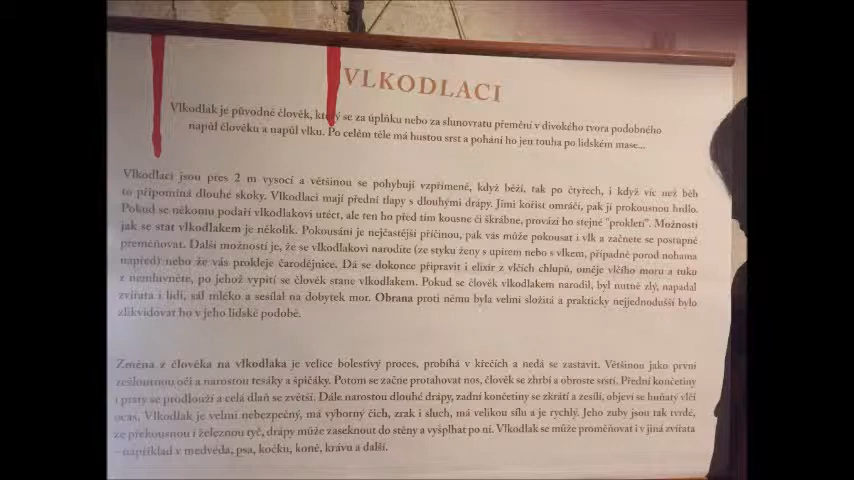 VLKODLACI
Vlkodlak je původně člověk, který se za úplňku nebo za slunovratu přemění v divokého tvora podobného
napůl člověku a napůl vlku. Po celém těle má hustou srst a pohání ho jen touha po lidském mase...
Vlkodlaci jsou přes 2 m vysocí a většinou se pohybují vzpřímeně, když běží, tak po čtyřech, i když víc než běh
to připomíná dlouhé skoky. Vlkodlaci mají přední tlapy s dlouhými drápy. Jimi kořist omráčí, pak jí prokousnou hrdlo.
Pokud se někomu podaří vlkodlakovi utéct, ale ten ho před tím kousne či škrábne, provází ho stejné "prokletí". Možností
jak se stát vlkodlakem je několik. Pokousání je nejčastější příčinou, pak vás může pokousat i vlk a začnete se postupně
přeměňovat. Další možností je, že se vlkodlakovi narodíte (ze styku ženy s upírem nebo s vlkem, případně porod nohama
napřed) nebo že vás prokleje čarodějnice. Dá se dokonce připravit i elixír z vlčích chlupů, oměje vlčího moru a tuku
z nemluvněte, po jehož vypití se člověk stane vlkodlakem. Pokud se člověk vlkodlakem narodil, byl nutně zlý, napadal
zvířata i lidi, sál mléko a sesílal na dobytek mor. Obrana proti němu byla velmi složitá a prakticky nejjednodušší bylo
zlikvidovat ho v jeho lidské podobě.
Změna z člověka na vlkodlaka je velice bolestivý proces, probíhá v křečích a nedá se zastavit. Většinou jako první
zežloutnou oči a narostou tesáky a špičáky. Potom se začne protahovat nos, člověk se zhrbí a obroste srstí. Přední končetiny
i prsty se prodlouží a celá dlaň se zvětší. Dále narostou dlouhé drápy, zadní končetiny se zkrátí a zesílí, objeví se huňatý vlčí
ocas. Vlkodlak je velmi nebezpečný, má výborný čich, zrak i sluch, má velikou sílu a je rychlý. Jeho zuby jsou tak tvrdé,
že překousnou i železnou tyč, drápy může zaseknout do stěny a vyšplhat po ní. Vlkodlak se může proměňovat i v jiná zvířata
- například v medvěda, psa, kočku, koně, krávu a další.